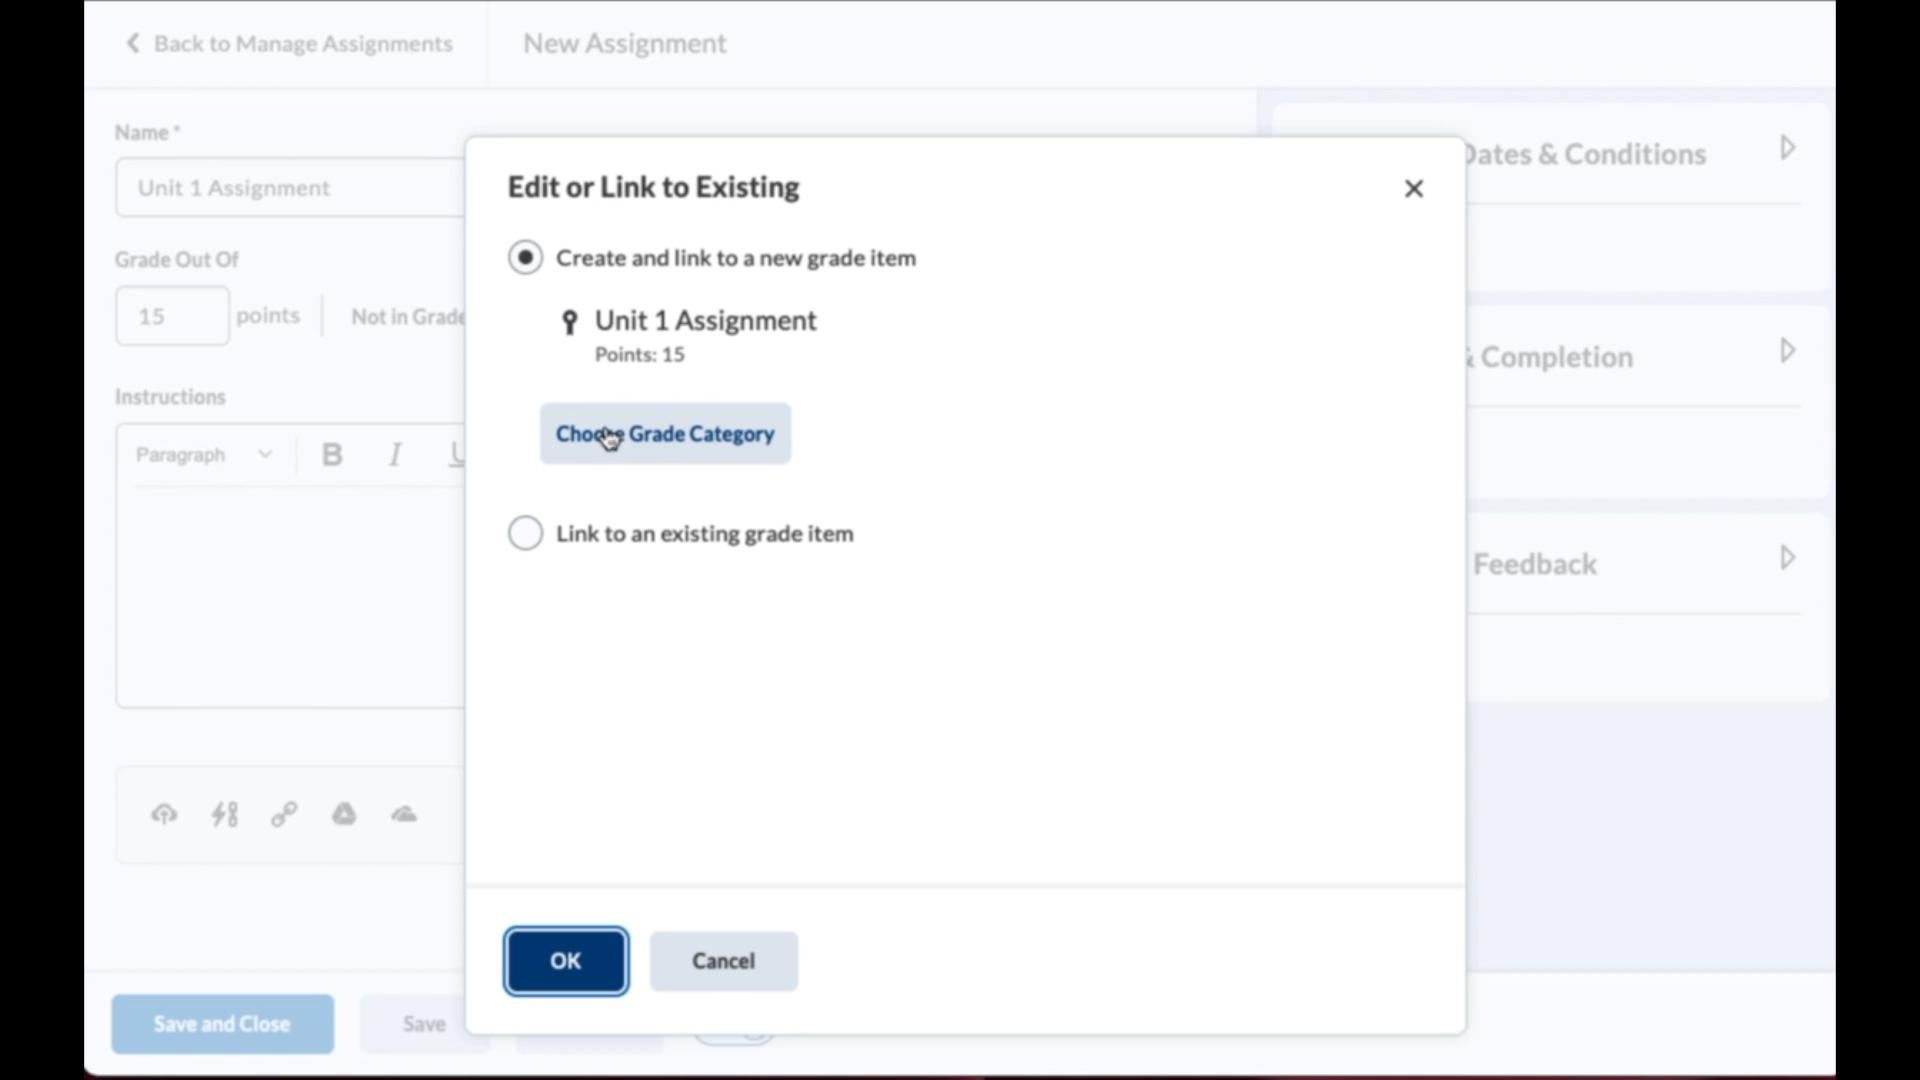 Back to Manage Assignments
New Assignment
Name *
Unit 1 Assignment
Grade Out Of
15
points
Not in Grade
Instructions
Paragraph
B
I
U
Save and Close
Save
Edit or Link to Existing
Create and link to a new grade item
Unit 1 Assignment
Points: 15
Choose Grade Category
Link to an existing grade item
OK
Cancel
Dates & Conditions
& Completion
Feedback